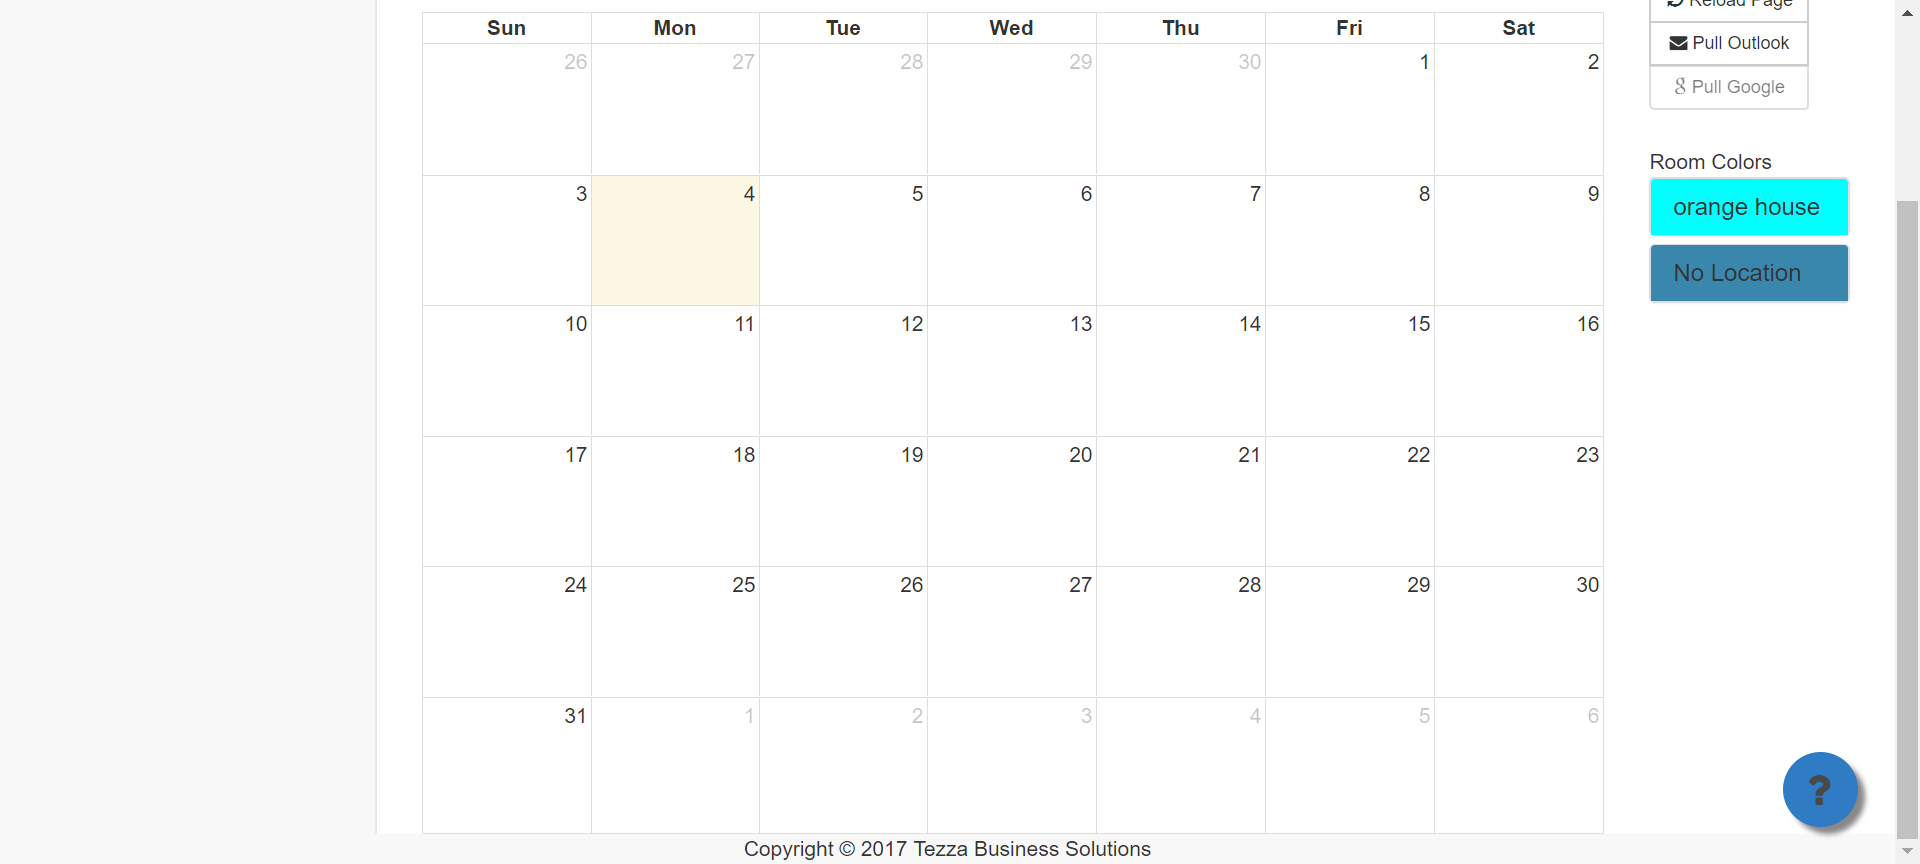 Sun Mon Tue Wed Thu Fri Sat
26 27 28 29 30 1 2
3 4 5 6 7 8 9
10 11 12 13 14 15 16
17 18 19 20 21 22 23
24 25 26 27 28 29 30
31 1 2 3 4 5 6
Reload Page
Pull Outlook
Pull Google
Room Colors
orange house
No Location
?
Copyright © 2017 Tezza Business Solutions